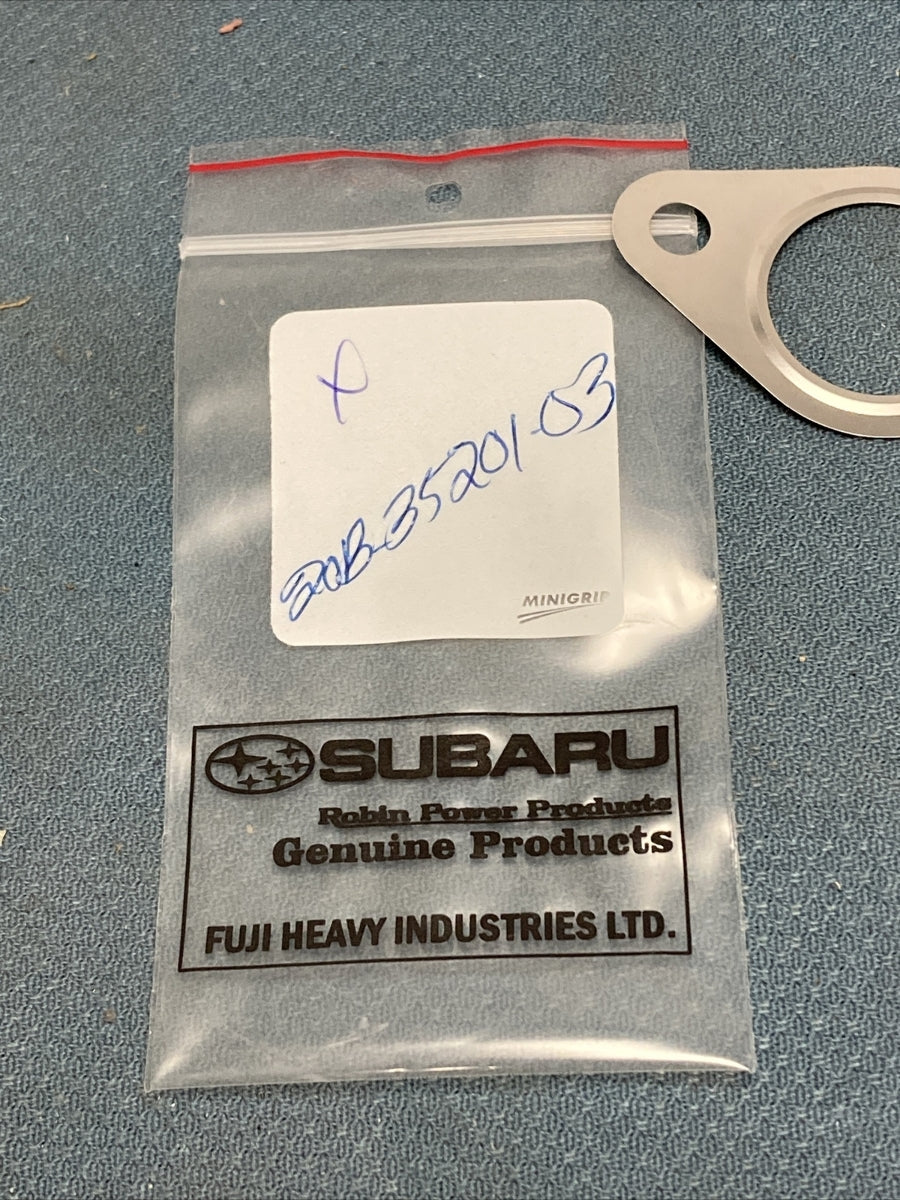 X
20B-35201-03
MINIGRIP
SUBARU
Robin Power Products
Genuine Products
FUJI HEAVY INDUSTRIES LTD.